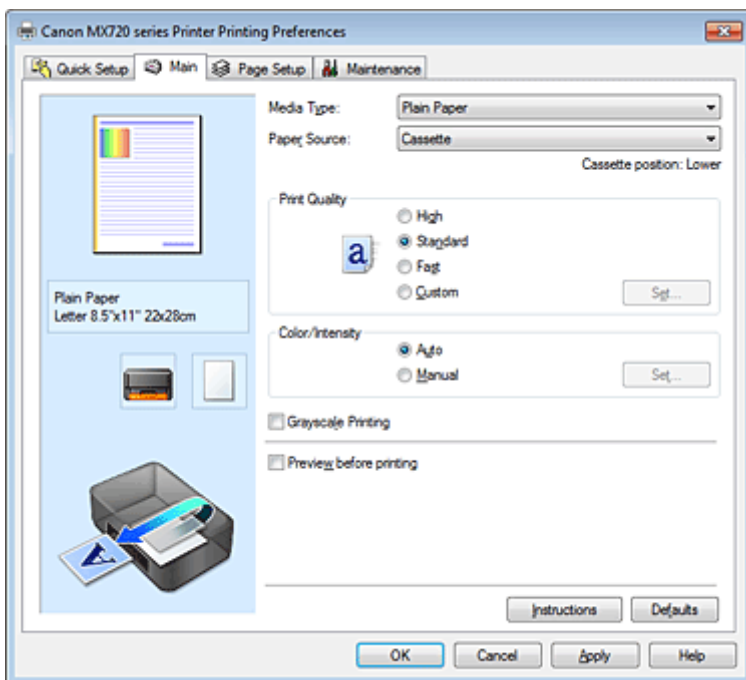 Canon MX720 series Printer Printing Preferences
Quick Setup Main Page Setup Maintenance
Media Type: Plain Paper
Paper Source: Cassette
Cassette position: Lower
Print Quality
High
a Standard
Fast
Custom Set...
Plain Paper
Letter 8.5"x11" 22x28cm
Color/Intensity
Auto
Manual Set...
Grayscale Printing
Preview before printing
A
Instructions Defaults
OK Cancel Apply Help